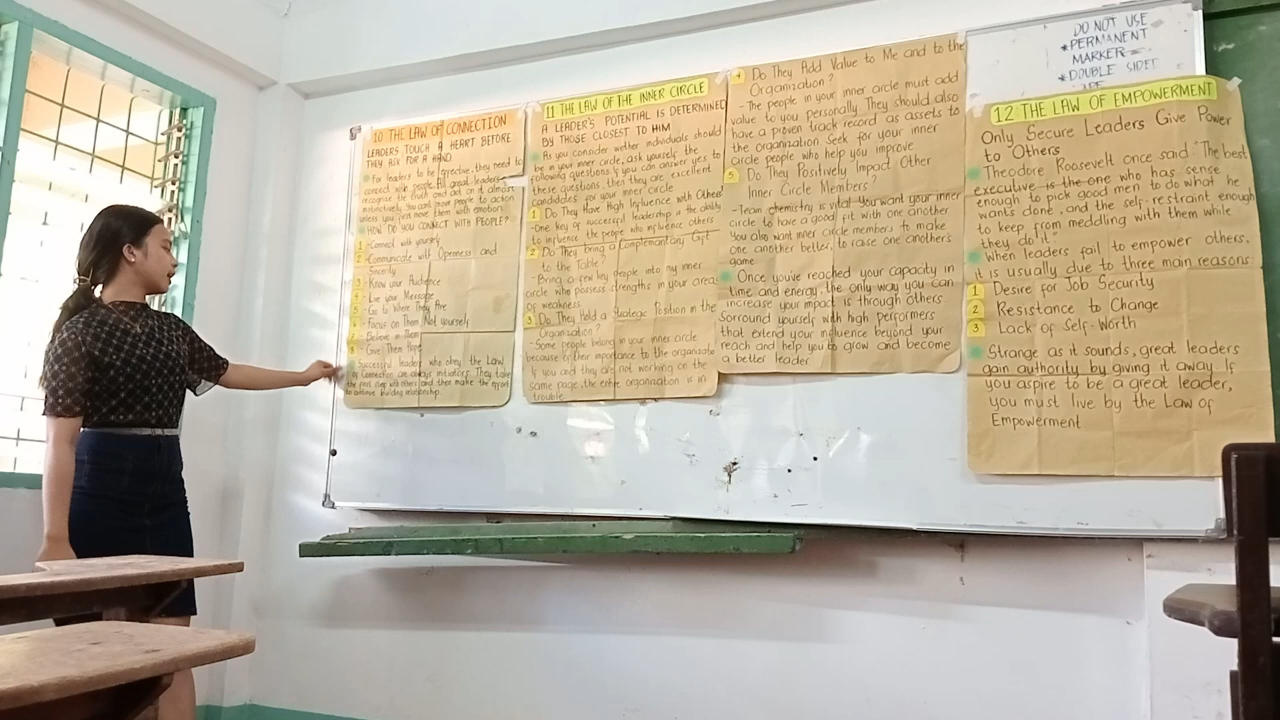 10 THE LAW OF CONNECTION
LEADERS TOUCH A HEART BEFORE
THEY ASK FOR A HAND
For leaders to be effective, they need to
connect with people. All great leaders
recognize this truth and act on it almost
instinctively. You can't move people to action
unless you first move them with emotion
HOW DO YOU CONNECT WITH PEOPLE?
1 -Connect with yourself
2 -Communicate with Openness and
Sincerity
3 -Know your Audience
4 -Live your Message
5 -Go to Where They Are
6 -Focus on Them, Not yourself
7 -Believe in Them
8 -Give Them Hope
Successful leaders who obey the Law
of Connection are always initiators. They take
the first step with others and then make the effort
to continue building relationship.
11 THE LAW OF THE INNER CIRCLE
A LEADER'S POTENTIAL IS DETERMINED
BY THOSE CLOSEST TO HIM
As you consider wether individuals should
be in your inner circle, ask yourself the
following questions. If you can answer yes to
these questions, then they are excellent
candidates for your inner circle
1 Do They Have High Influence with Others?
-One key of successful leadership is the ability
to influence the people who influence others
2 Do They bring a Complementary Gift
to the Table?
-Bring a few key people into my inner
circle who possess strengths in your area
of weakness.
3 Do They Hold a Strategic Position in the
Organization?
-Some people belong in your inner circle
because of their importance to the organizatio
If you and they are not working on the
same page, the entire organization is in
trouble.
4 Do They Add Value to Me and to the
Organization?
-The people in your inner circle must add
value to you personally. They should also
have a proven track record as assets to
the organization. Seek for your inner
circle people who help you improve
5 Do They Positively Impact Other
Inner Circle Members?
-Team chemistry is vital. You want your inner
circle to have a good fit with one another
You also want inner circle members to make
one another better, to raise one another's
game
Once you've reached your capacity in
time and energy, the only way you can
increase your impact is through others
Sorround yourself with high performers
that extend your influence beyond your
reach and help you to grow and become
a better leader
DO NOT USE
*PERMANENT
MARKER
*DOUBLE SIDED
12 THE LAW OF EMPOWERMENT
Only Secure Leaders Give Power
to Others
Theodore Roosevelt once said "The best
executive is the one who has sense
enough to pick good men to do what he
wants done, and the self-restraint enough
to keep from meddling with them while
they do it."
When leaders fail to empower others,
it is usually due to three main reasons:
1 Desire for Job Security
2 Resistance to Change
3 Lack of Self-Worth
Strange as it sounds, great leaders
gain authority by giving it away. If
you aspire to be a great leader,
you must live by the Law of
Empowerment